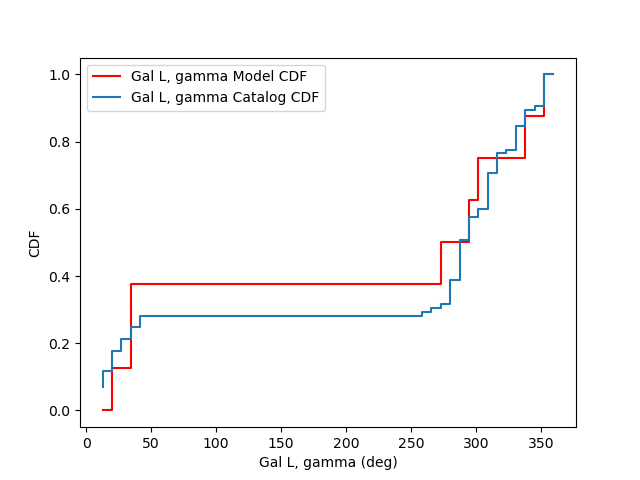 Gal L, gamma Model CDF
Gal L, gamma Catalog CDF
1.0
0.8
0.6
0.4
0.2
0.0
CDF
0 50 100 150 200 250 300 350
Gal L, gamma (deg)